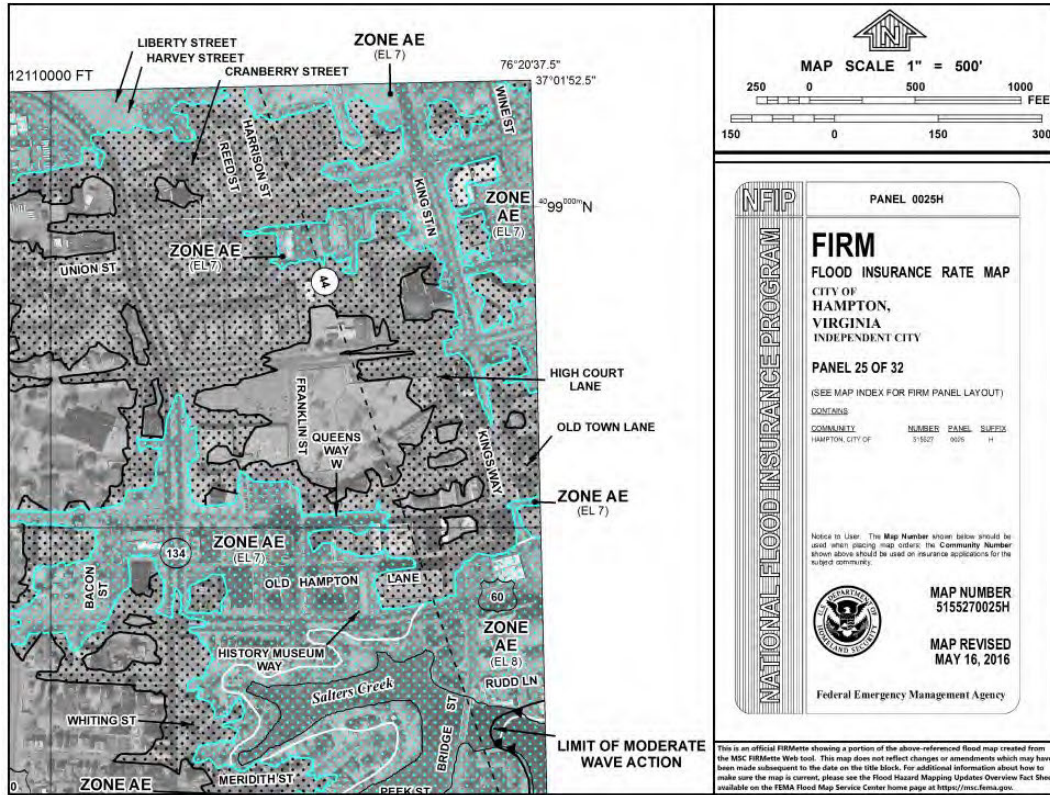 LIBERTY STREET
HARVEY STREET
CRANBERRY STREET
ZONE AE
(EL 7)
12110000 FT
76°20'37.5"
37°01'52.5"
WINE ST
HARRISON ST
REED ST
KING ST N
4099000mN
ZONE
AE
(EL 7)
ZONE AE
(EL 7)
UNION ST
44
HIGH COURT
LANE
FRANKLIN ST
QUEENS
WAY
W
OLD TOWN LANE
KINGS WAY
ZONE AE
(EL 7)
134
ZONE AE
(EL 7)
BACON
ST
OLD HAMPTON LANE
60
ZONE
AE
(EL 8)
HISTORY MUSEUM
WAY
RUDD LN
Salters Creek
WHITING ST
BRIDGE ST
LIMIT OF MODERATE
WAVE ACTION
MERIDITH ST
PEEK ST
ZONE AE
0
MAP SCALE 1" = 500'
250 0 500 1000
FEE
150 0 150 300
NFIP
NATIONAL FLOOD INSURANCE PROGRAM
PANEL 0025H
FIRM
FLOOD INSURANCE RATE MAP
CITY OF
HAMPTON,
VIRGINIA
INDEPENDENT CITY
PANEL 25 OF 32
(SEE MAP INDEX FOR FIRM PANEL LAYOUT)
CONTAINS
COMMUNITY NUMBER PANEL SUFFIX
HAMPTON, CITY OF 515527 0025 H
Notice to User: The Map Number shown below should be
used when placing map orders; the Community Number
shown above should be used on insurance applications for the
subject community.
U.S. DEPARTMENT OF
HOMELAND SECURITY
MAP NUMBER
5155270025H
MAP REVISED
MAY 16, 2016
Federal Emergency Management Agency
This is an official FIRMette showing a portion of the above-referenced flood map created from
the MSC FIRMette Web tool. This map does not reflect changes or amendments which may have
been made subsequent to the date on the title block. For additional information about how to
make sure the map is current, please see the Flood Hazard Mapping Updates Overview Fact Shee
available on the FEMA Flood Map Service Center home page at https://msc.fema.gov.